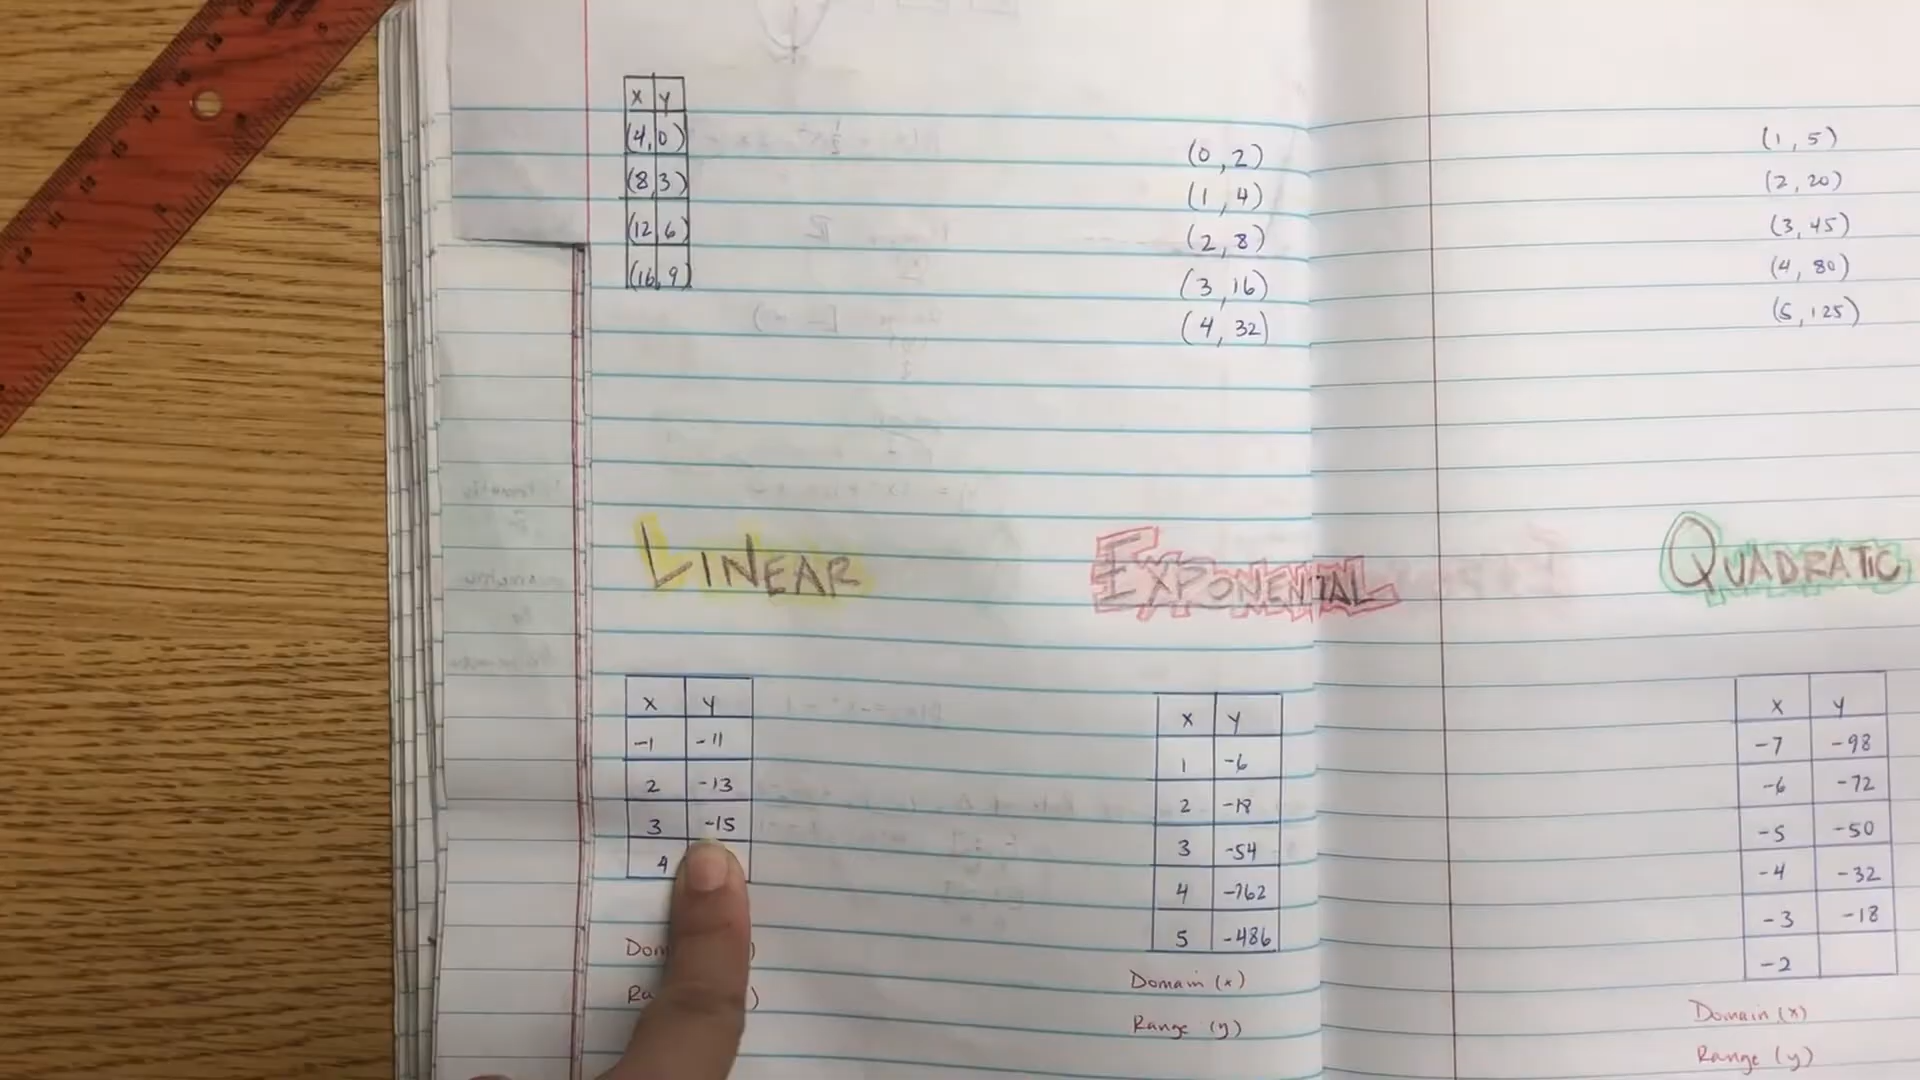 x y
(4,0)
(8,3)
(12 6)
(16,9)
(0,2)
(1,4)
(2,8)
(3,16)
(4,32)
(1,5)
(2,20)
(3,45)
(4,80)
(5,125)
LINEAR
EXPONENTIAL
QUADRATIC
x y
-1 -11
2 -13
3 -15
4
x y
1 -6
2 -18
3 -54
4 -162
5 -486
Domain (x)
Range (y)
x y
-7 -98
-6 -72
-5 -50
-4 -32
-3 -18
-2
Domain (x)
Range (y)